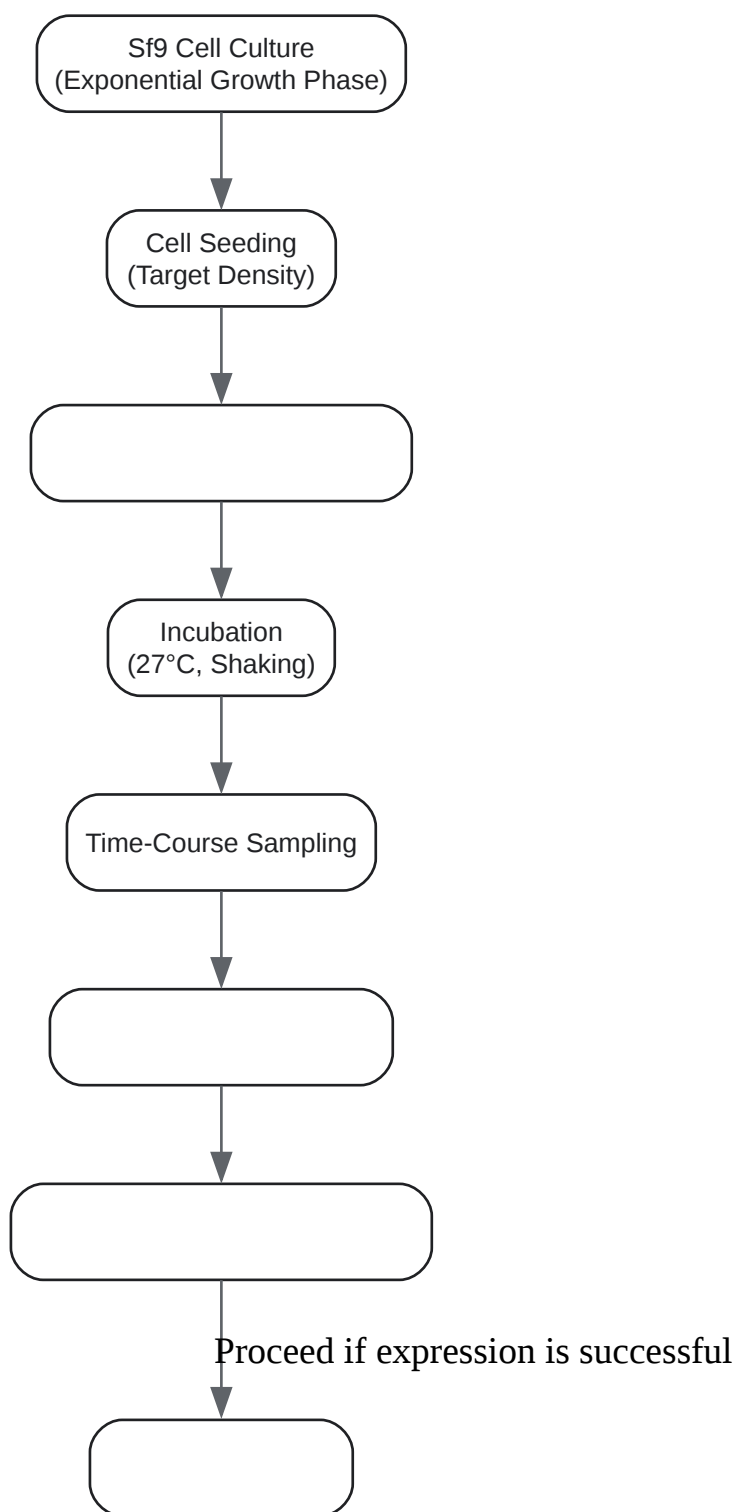 Sf9 Cell Culture
(Exponential Growth Phase)
Cell Seeding
(Target Density)
Incubation
(27°C, Shaking)
Time-Course Sampling
Proceed if expression is successful